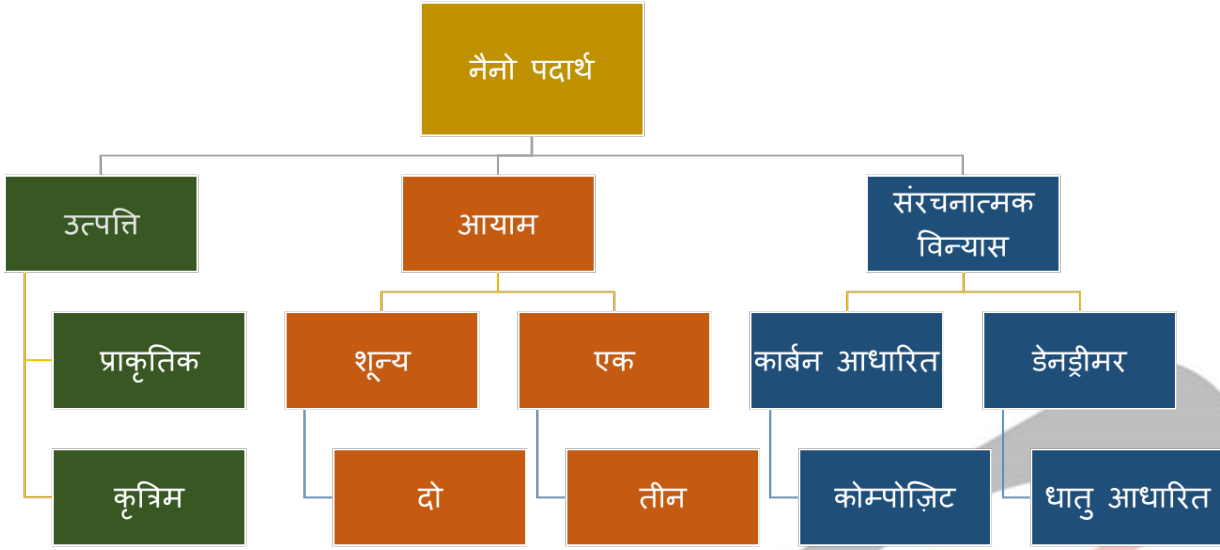 नैनो पदार्थ
उत्पत्ति
आयाम
संरचनात्मक
विन्यास
प्राकृतिक
शून्य
एक
कार्बन आधारित
डेनड्रीमर
कृत्रिम
दो
तीन
कोम्पोज़िट
धातु आधारित